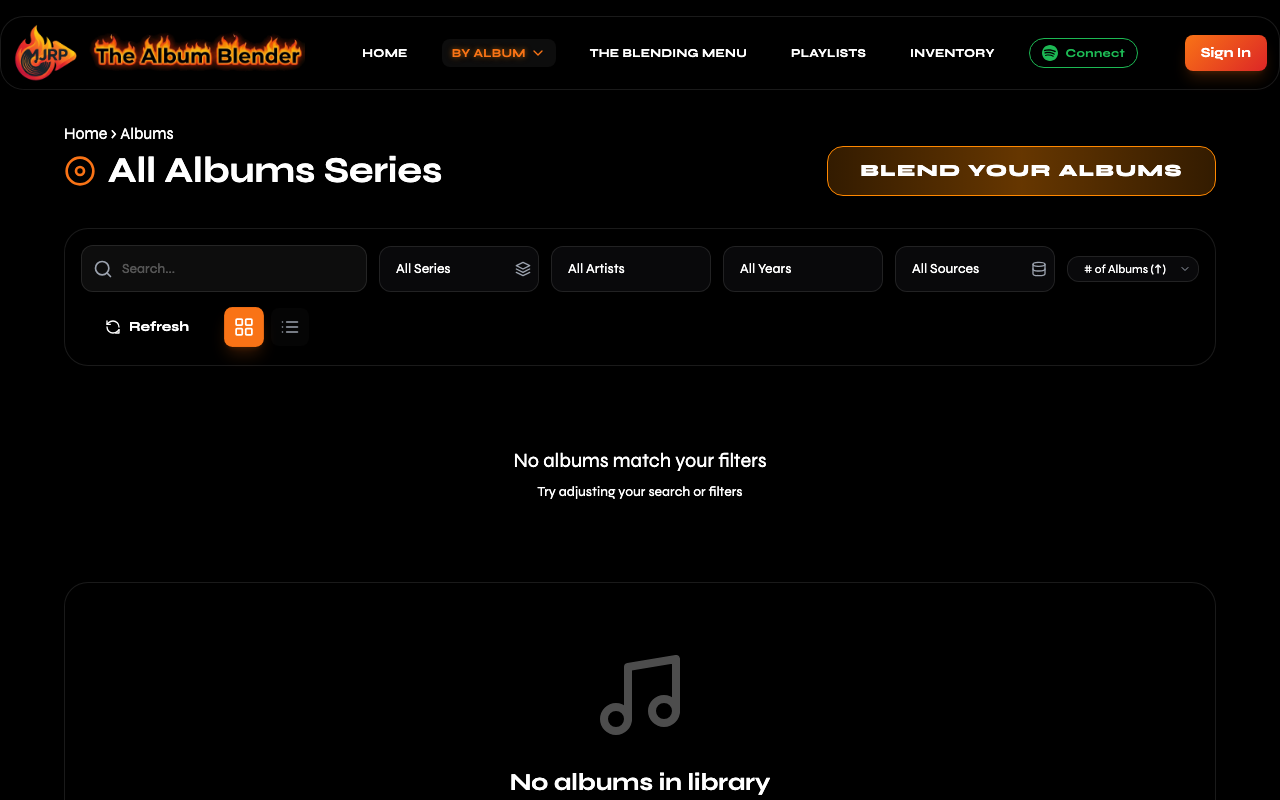 JRP The Album Blender HOME BY ALBUM THE BLENDING MENU PLAYLISTS INVENTORY Connect Sign In
Home › Albums
All Albums Series BLEND YOUR ALBUMS
Search... All Series All Artists All Years All Sources # of Albums (↑)
Refresh
No albums match your filters
Try adjusting your search or filters
No albums in library